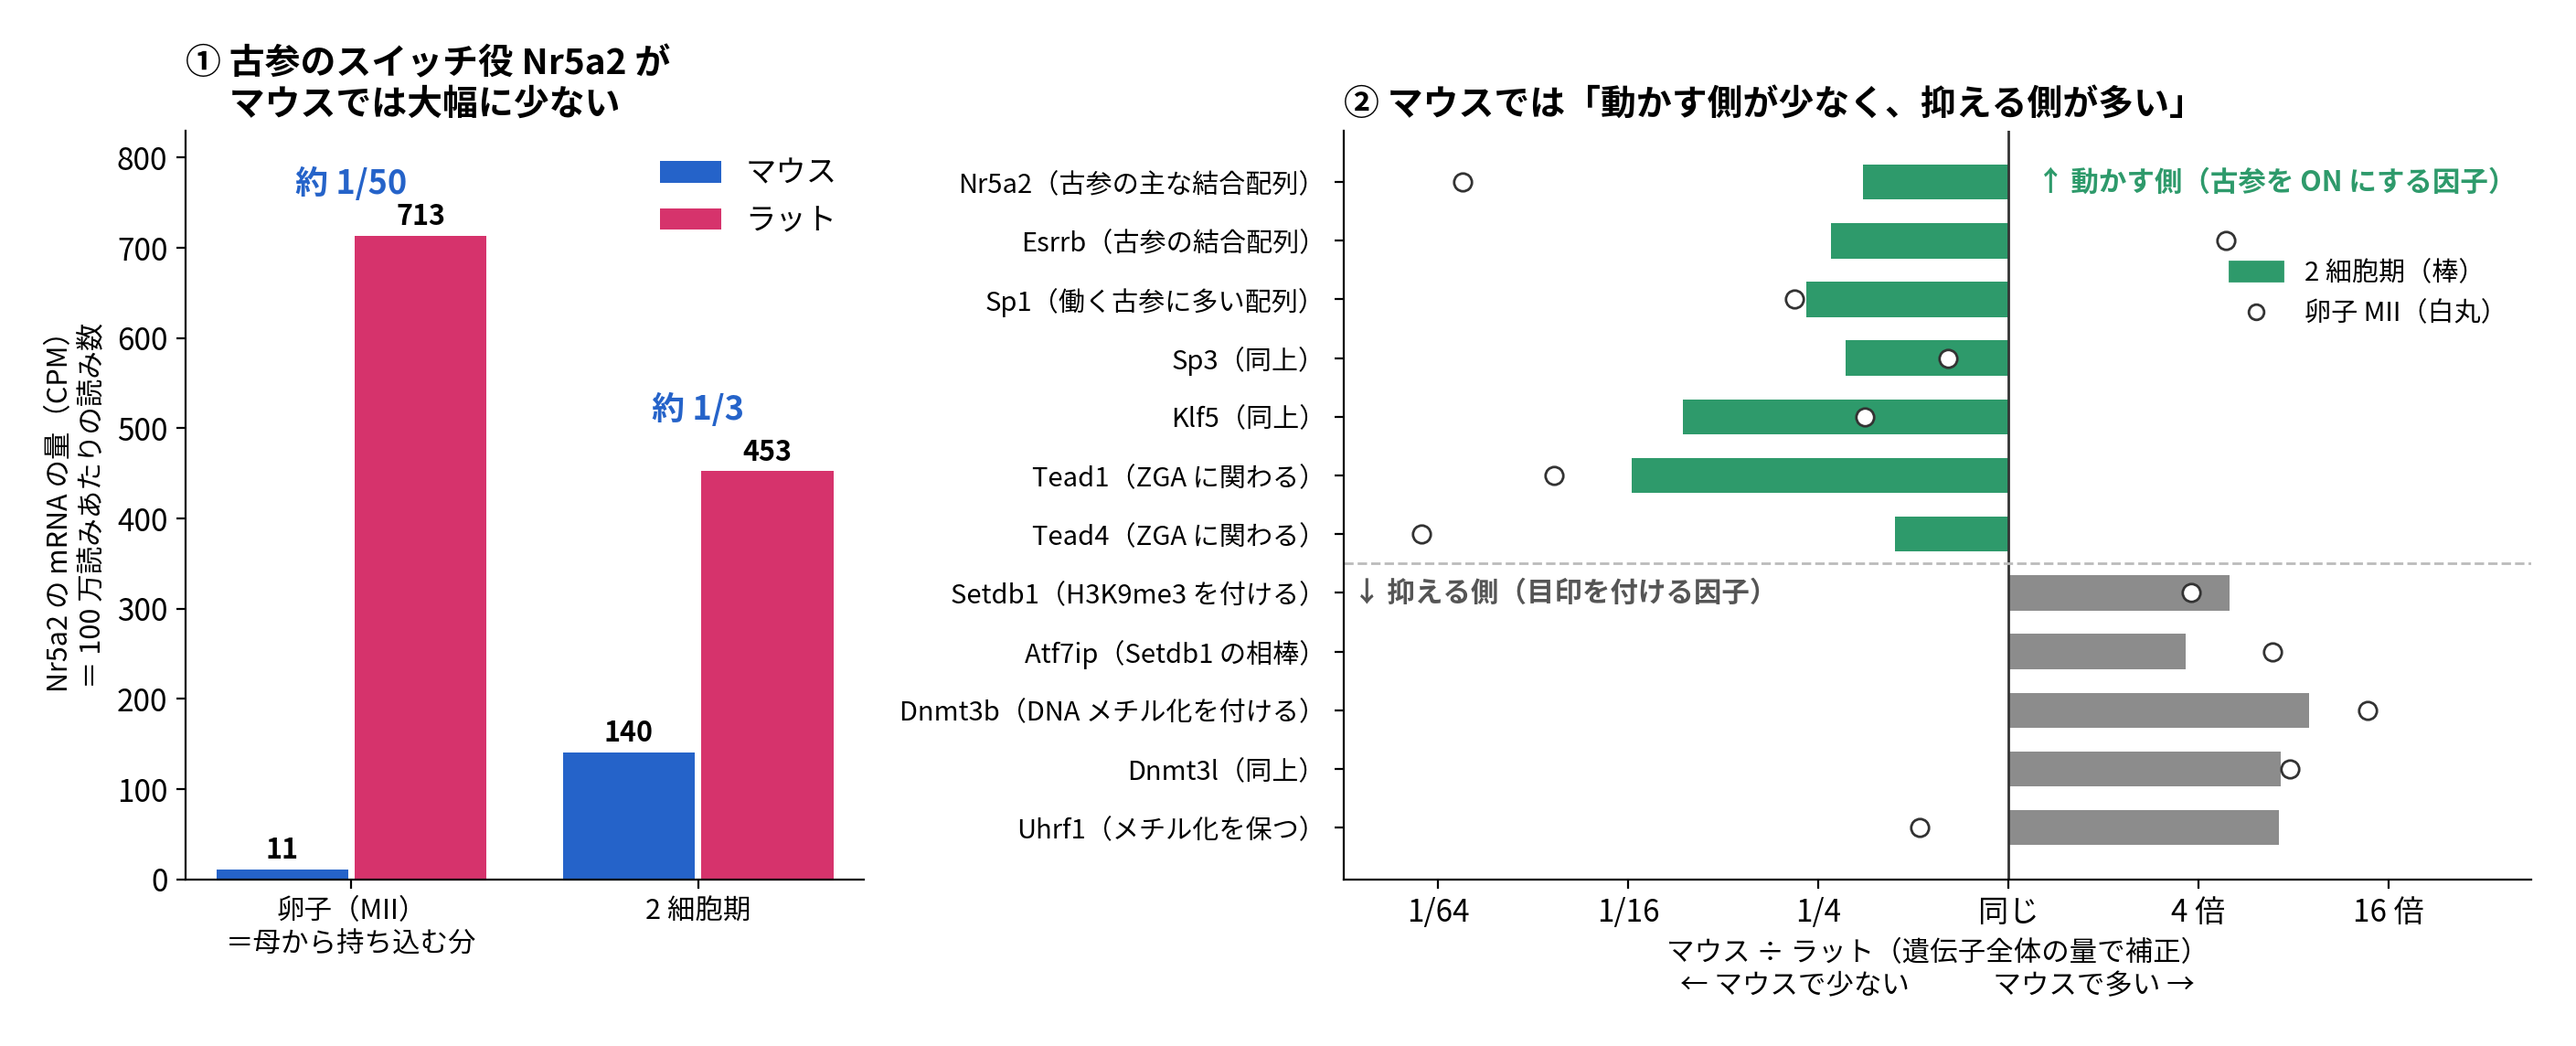 ① 古参のスイッチ役 Nr5a2 が
マウスでは大幅に少ない
Nr5a2 の mRNA の量（CPM）
＝ 100 万読みあたりの読み数
800
700
600
500
400
300
200
100
0
約 1/50
713
11
約 1/3
453
140
マウス
ラット
卵子（MII）
＝母から持ち込む分
2 細胞期
② マウスでは「動かす側が少なく、抑える側が多い」
Nr5a2（古参の主な結合配列）
Esrrb（古参の結合配列）
Sp1（働く古参に多い配列）
Sp3（同上）
Klf5（同上）
Tead1（ZGA に関わる）
Tead4（ZGA に関わる）
Setdb1（H3K9me3 を付ける）
Atf7ip（Setdb1 の相棒）
Dnmt3b（DNA メチル化を付ける）
Dnmt3l（同上）
Uhrf1（メチル化を保つ）
↑ 動かす側（古参を ON にする因子）
2 細胞期（棒）
卵子 MII（白丸）
↓ 抑える側（目印を付ける因子）
1/64
1/16
1/4
同じ
4 倍
16 倍
マウス ÷ ラット（遺伝子全体の量で補正）
← マウスで少ない マウスで多い →